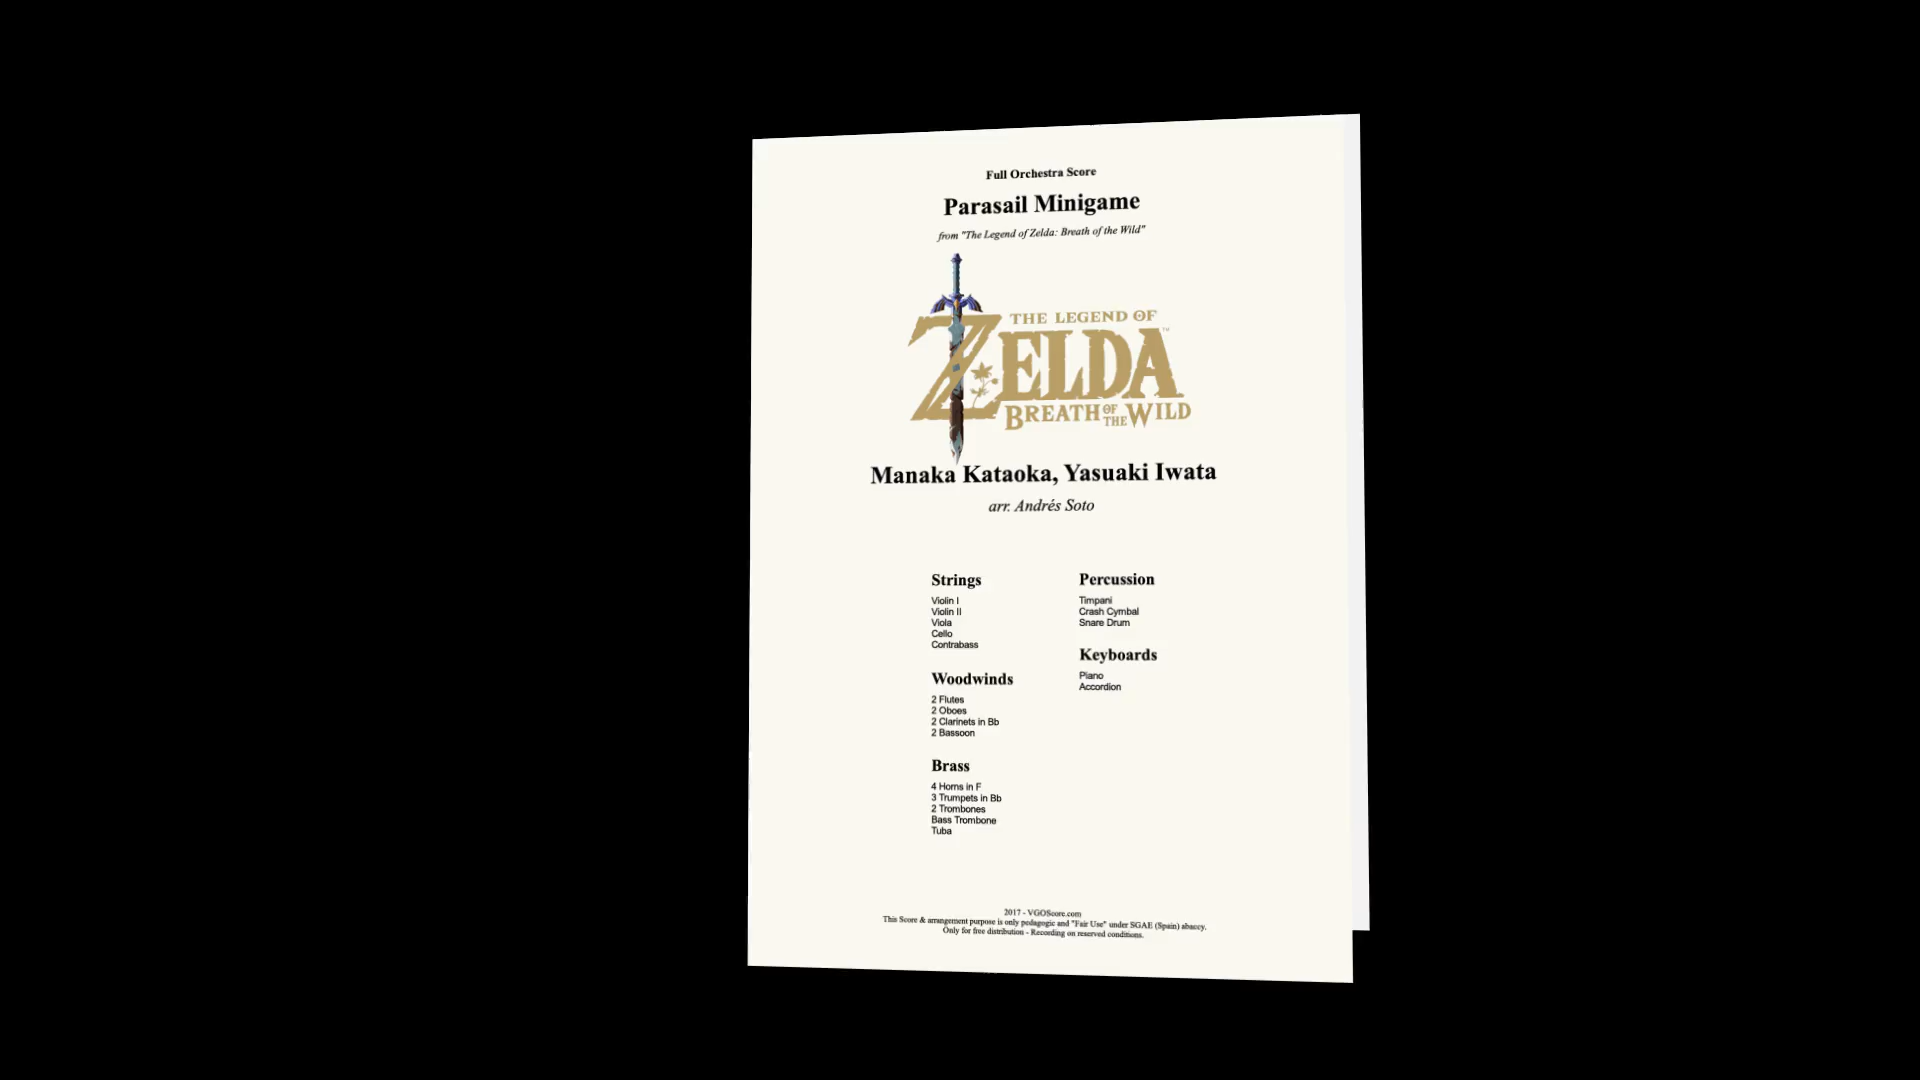 Full Orchestra Score
Parasail Minigame
from "The Legend of Zelda: Breath of the Wild"
THE LEGEND OF
ZELDA™
BREATH OF THE WILD
Manaka Kataoka, Yasuaki Iwata
arr. Andrés Soto
Strings
Violin I
Violin II
Viola
Cello
Contrabass
Woodwinds
2 Flutes
2 Oboes
2 Clarinets in Bb
2 Bassoon
Brass
4 Horns in F
3 Trumpets in Bb
2 Trombones
Bass Trombone
Tuba
Percussion
Timpani
Crash Cymbal
Snare Drum
Keyboards
Piano
Accordion
2017 - VGOScore.com
This Score & arrangement purpose is only pedagogic and "Fair Use" under SGAE (Spain) abaccy.
Only for free distribution - Recording on reserved conditions.